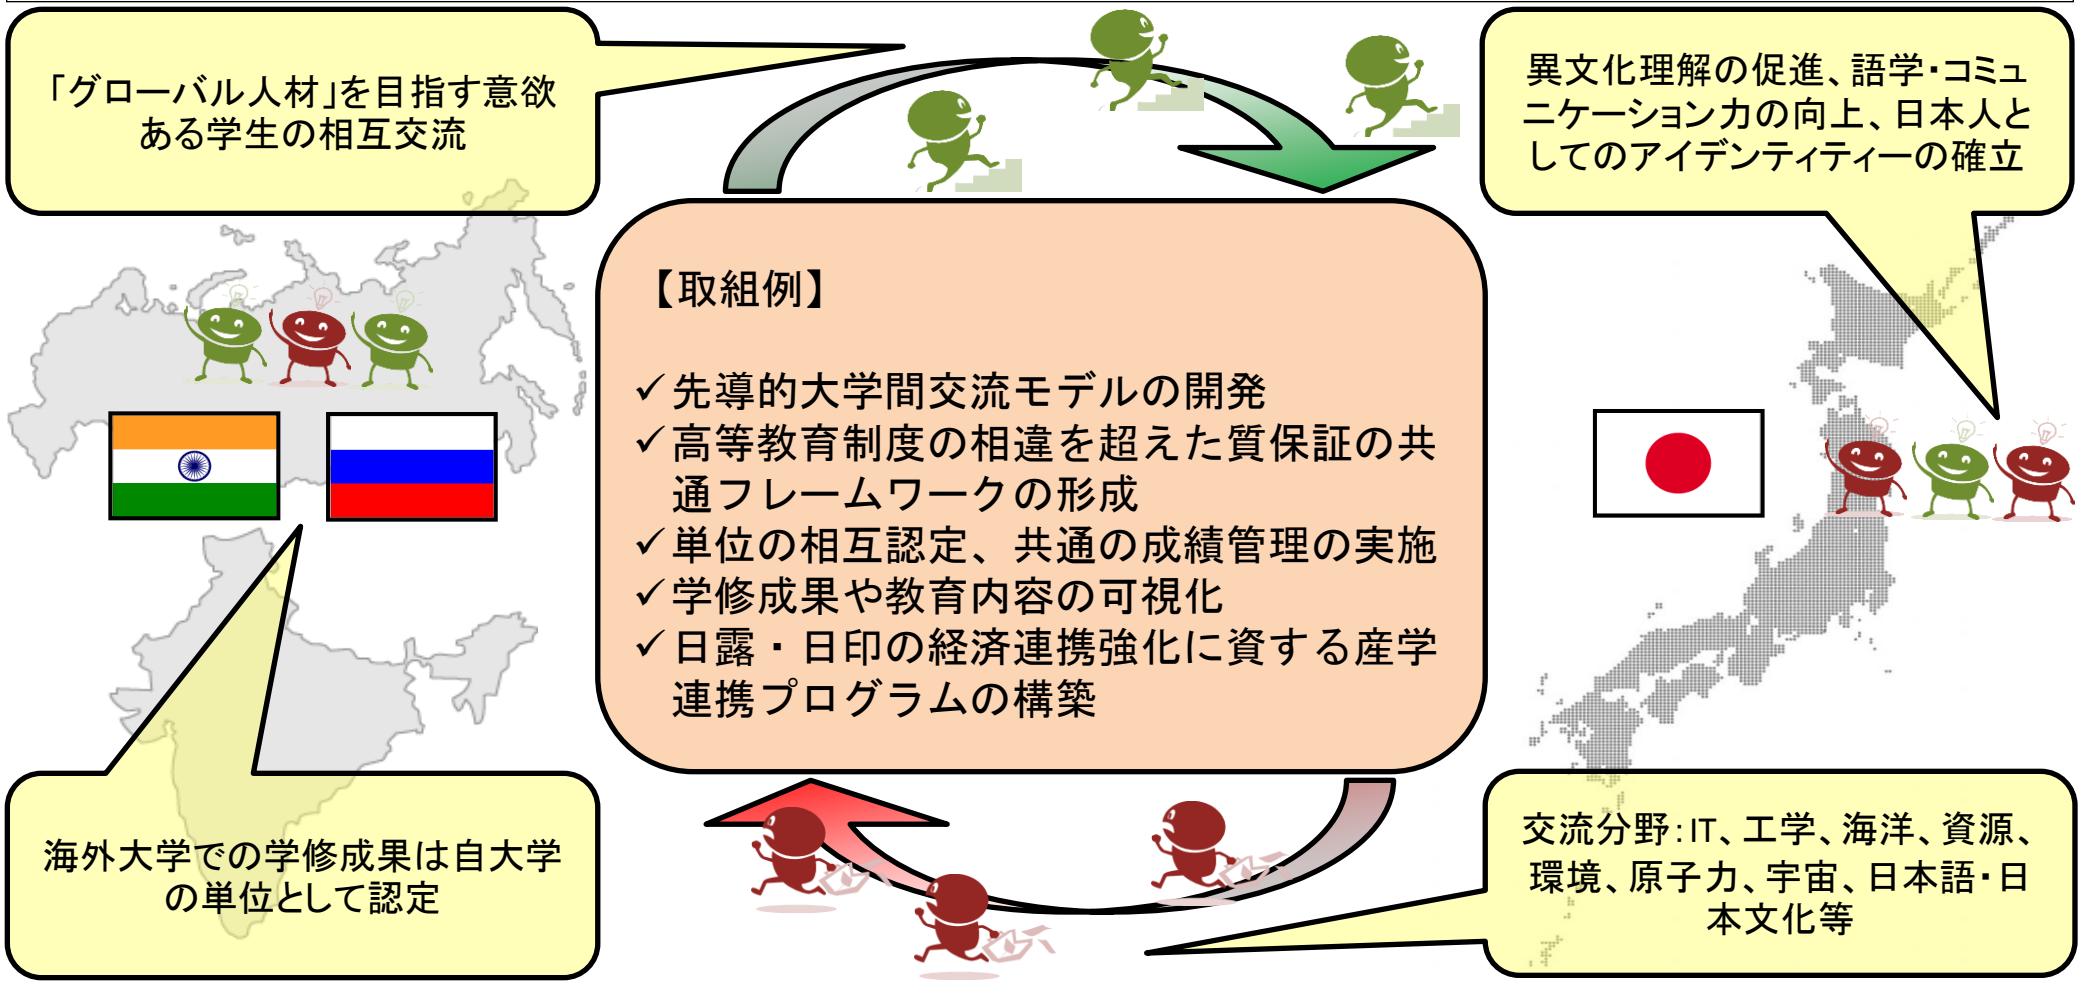 「グローバル人材」を目指す意欲
ある学生の相互交流
異文化理解の促進、語学・コミュ
ニケーション力の向上、日本人と
してのアイデンティティーの確立
【取組例】
✓先導的大学間交流モデルの開発
✓高等教育制度の相違を超えた質保証の共
通フレームワークの形成
✓単位の相互認定、共通の成績管理の実施
✓学修成果や教育内容の可視化
✓日露・日印の経済連携強化に資する産学
連携プログラムの構築
海外大学での学修成果は自大学
の単位として認定
交流分野:IT、工学、海洋、資源、
環境、原子力、宇宙、日本語・日
本文化等